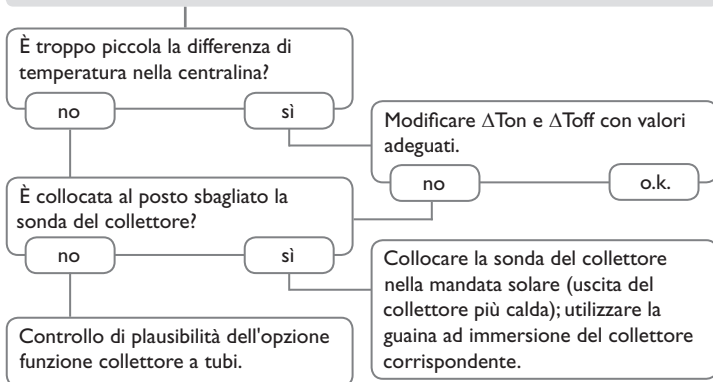 È troppo piccola la differenza di
temperatura nella centralina?
no
sì
Modificare ΔTon e ΔToff con valori
adeguati.
no
o.k.
È collocata al posto sbagliato la
sonda del collettore?
no
sì
Collocare la sonda del collettore
nella mandata solare (uscita del
collettore più calda); utilizzare la
guaina ad immersione del collettore
corrispondente.
Controllo di plausibilità dell'opzione
funzione collettore a tubi.